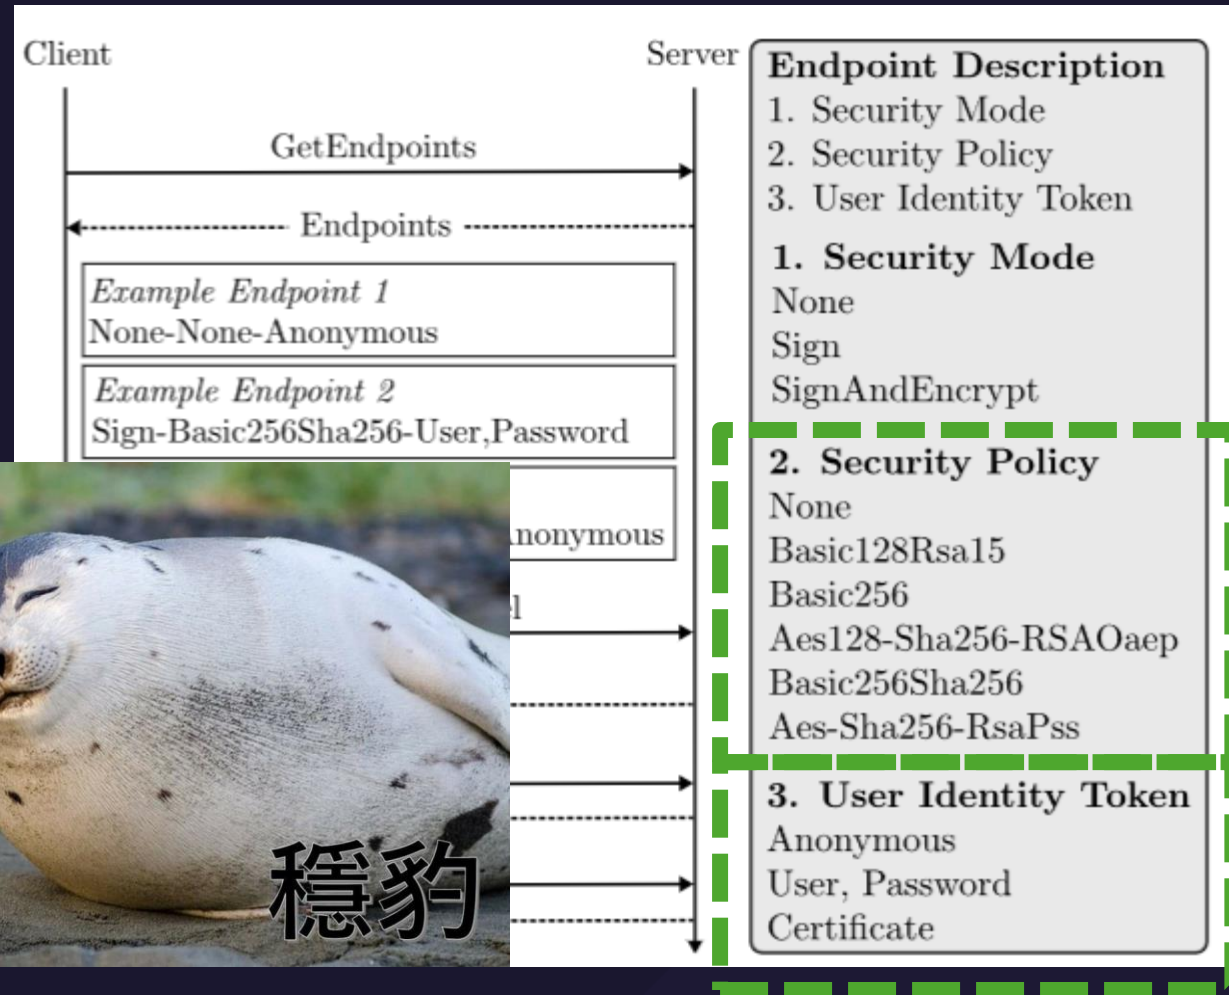 Client
Server
GetEndpoints
Endpoints
Example Endpoint 1
None-None-Anonymous
Example Endpoint 2
Sign-Basic256Sha256-User,Password
穩豹
Endpoint Description
1. Security Mode
2. Security Policy
3. User Identity Token
1. Security Mode
None
Sign
SignAndEncrypt
2. Security Policy
None
Basic128Rsa15
Basic256
Aes128-Sha256-RSAOaep
Basic256Sha256
Aes-Sha256-RsaPss
3. User Identity Token
Anonymous
User, Password
Certificate